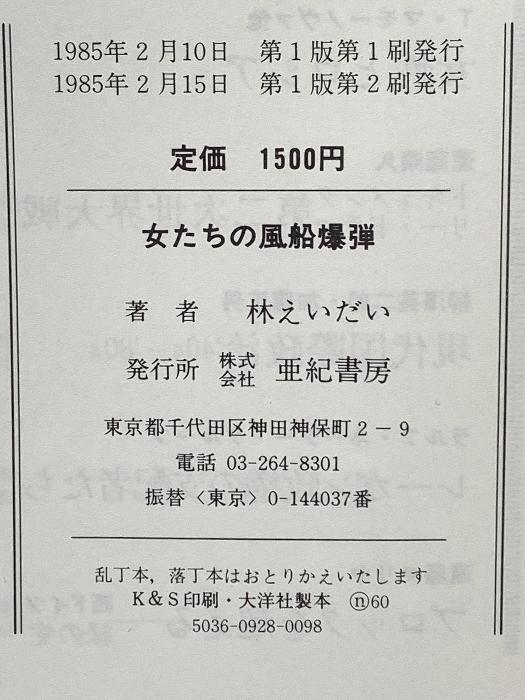 1985年2月10日　第1版第1刷発行
1985年2月15日　第1版第2刷発行
定価　1500円
女たちの風船爆弾
著　者　林えいだい
発行所　株式会社　亜紀書房
東京都千代田区神田神保町2－9
電話 03-264-8301
振替〈東京〉0-144037番
乱丁本，落丁本はおとりかえいたします
K＆S印刷・大洋社製本　ⓝ60
5036-0928-0098